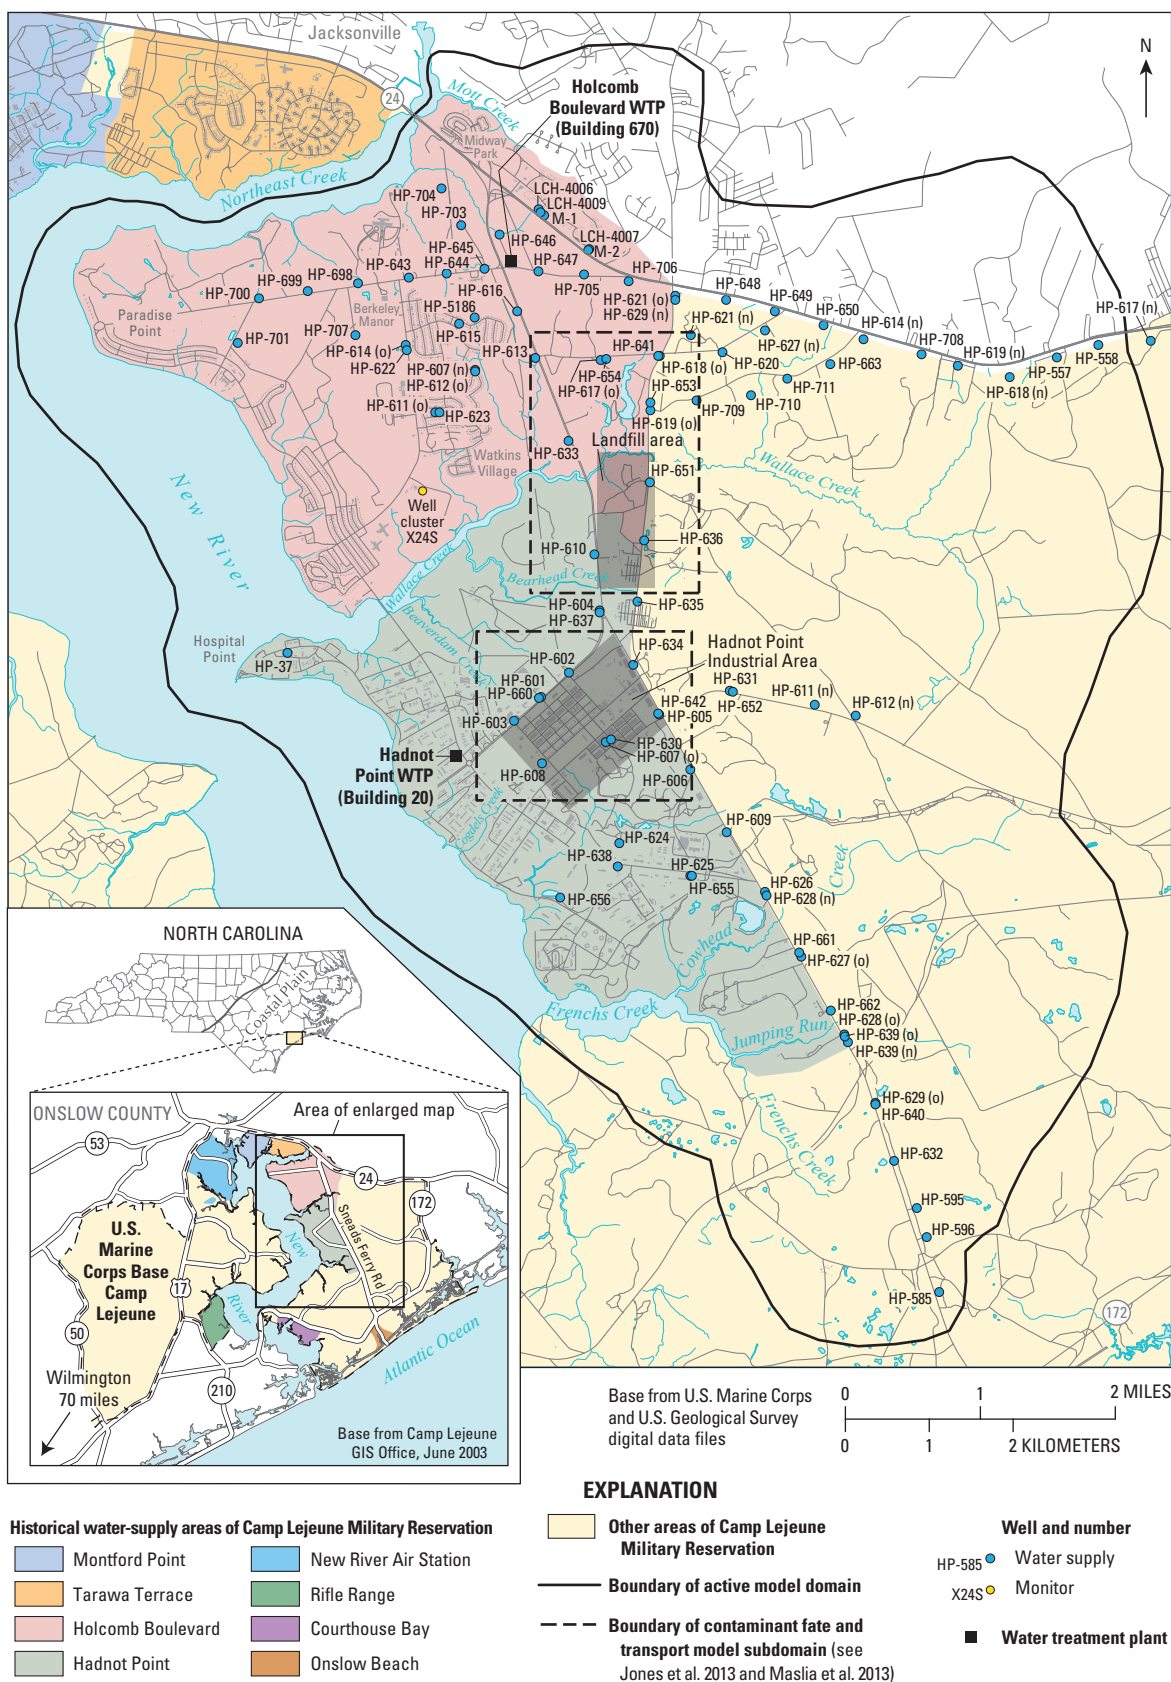 Jacksonville
N
24
Mott Creek
Holcomb
Boulevard WTP
(Building 670)
Midway
Park
Northeast Creek
HP-704
HP-703
LCH-4006
LCH-4009
M-1
LCH-4007
M-2
HP-646
HP-645
HP-644
HP-647
HP-643
HP-698
HP-699
HP-700
HP-616
HP-705
HP-706
HP-648
HP-649
HP-650
HP-617 (n)
HP-621 (o)
HP-629 (n)
HP-621 (n)
HP-614 (n)
HP-708
HP-558
Paradise
Point
Berkeley
Manor
HP-5186
HP-615
HP-701
HP-707
HP-614 (o)
HP-622
HP-613
HP-641
HP-627 (n)
HP-620
HP-663
HP-619 (n)
HP-557
HP-618 (n)
HP-607 (n)
HP-612 (o)
HP-654
HP-617 (o)
HP-618 (o)
HP-653
HP-711
HP-710
HP-709
HP-611 (o)
HP-623
HP-619 (o)
Landfill area
HP-633
Watkins
Village
HP-651
Wallace Creek
Well
cluster
X24S
New River
HP-636
HP-610
Bearhead Creek
Wallace Creek
HP-604
HP-637
HP-635
Beaverdam Creek
Hospital
Point
HP-37
Hadnot Point
Industrial Area
HP-634
HP-602
HP-601
HP-660
HP-631
HP-652
HP-611 (n)
HP-612 (n)
HP-603
HP-642
HP-605
HP-630
HP-607 (o)
HP-606
HP-608
Hadnot
Point WTP
(Building 20)
Cogdels Creek
HP-609
HP-624
HP-638
HP-625
HP-655
HP-626
HP-628 (n)
HP-656
Cowhead
Creek
HP-661
HP-627 (o)
Frenchs Creek
HP-662
HP-628 (o)
HP-639 (o)
HP-639 (n)
Jumping Run
HP-629 (o)
HP-640
Frenchs Creek
HP-632
HP-595
HP-596
HP-585
172
NORTH CAROLINA
Coastal Plain
ONSLOW COUNTY
Area of enlarged map
53
24
172
U.S.
Marine
Corps Base
Camp
Lejeune
New
River
Sneads Ferry Rd
17
50
210
Atlantic Ocean
Wilmington
70 miles
Base from Camp Lejeune
GIS Office, June 2003
Base from U.S. Marine Corps
and U.S. Geological Survey
digital data files
0 1 2 MILES
0 1 2 KILOMETERS
EXPLANATION
Historical water-supply areas of Camp Lejeune Military Reservation
Montford Point
Tarawa Terrace
Holcomb Boulevard
Hadnot Point
New River Air Station
Rifle Range
Courthouse Bay
Onslow Beach
Other areas of Camp Lejeune
Military Reservation
Boundary of active model domain
Boundary of contaminant fate and
transport model subdomain (see
Jones et al. 2013 and Maslia et al. 2013)
Well and number
HP-585 Water supply
X24S Monitor
Water treatment plant